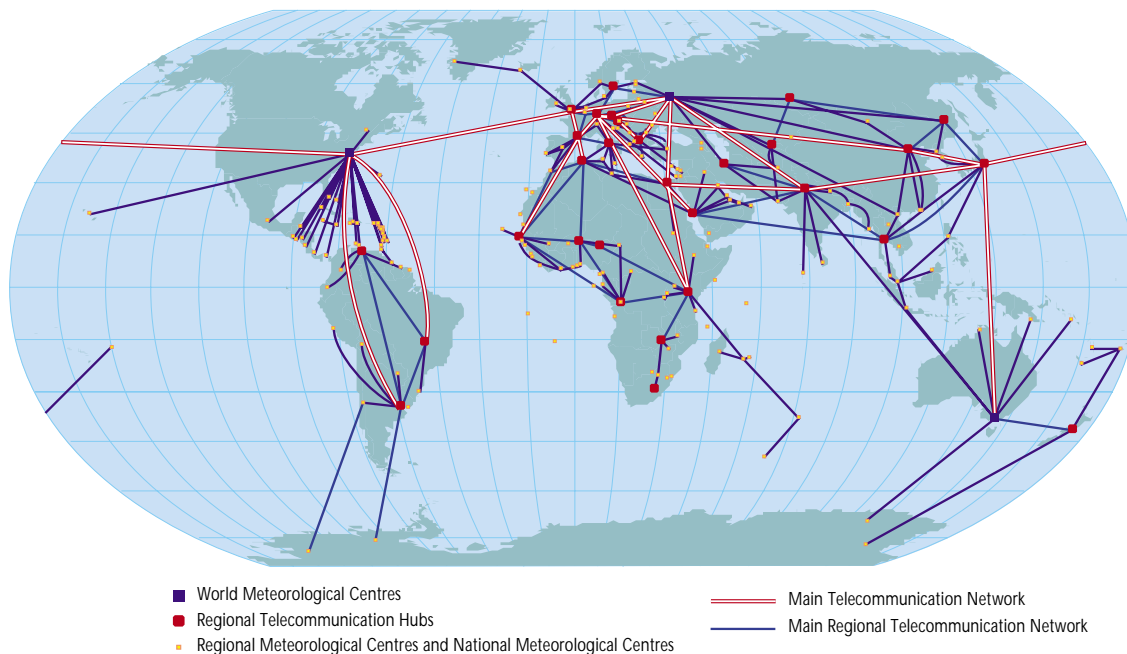 World Meteorological Centres
Regional Telecommunication Hubs
Regional Meteorological Centres and National Meteorological Centres
Main Telecommunication Network
Main Regional Telecommunication Network